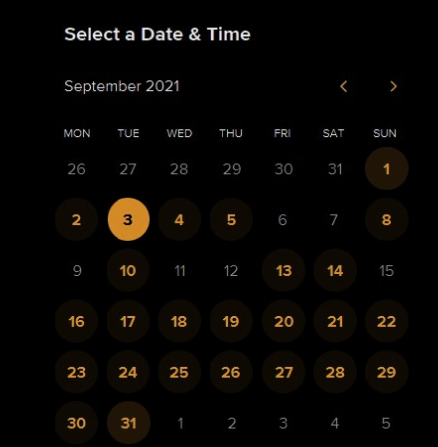 Select a Date & Time
September 2021
MON TUE WED THU FRI SAT SUN
26 27 28 29 30 31 1
2 3 4 5 6 7 8
9 10 11 12 13 14 15
16 17 18 19 20 21 22
23 24 25 26 27 28 29
30 31 1 2 3 4 5